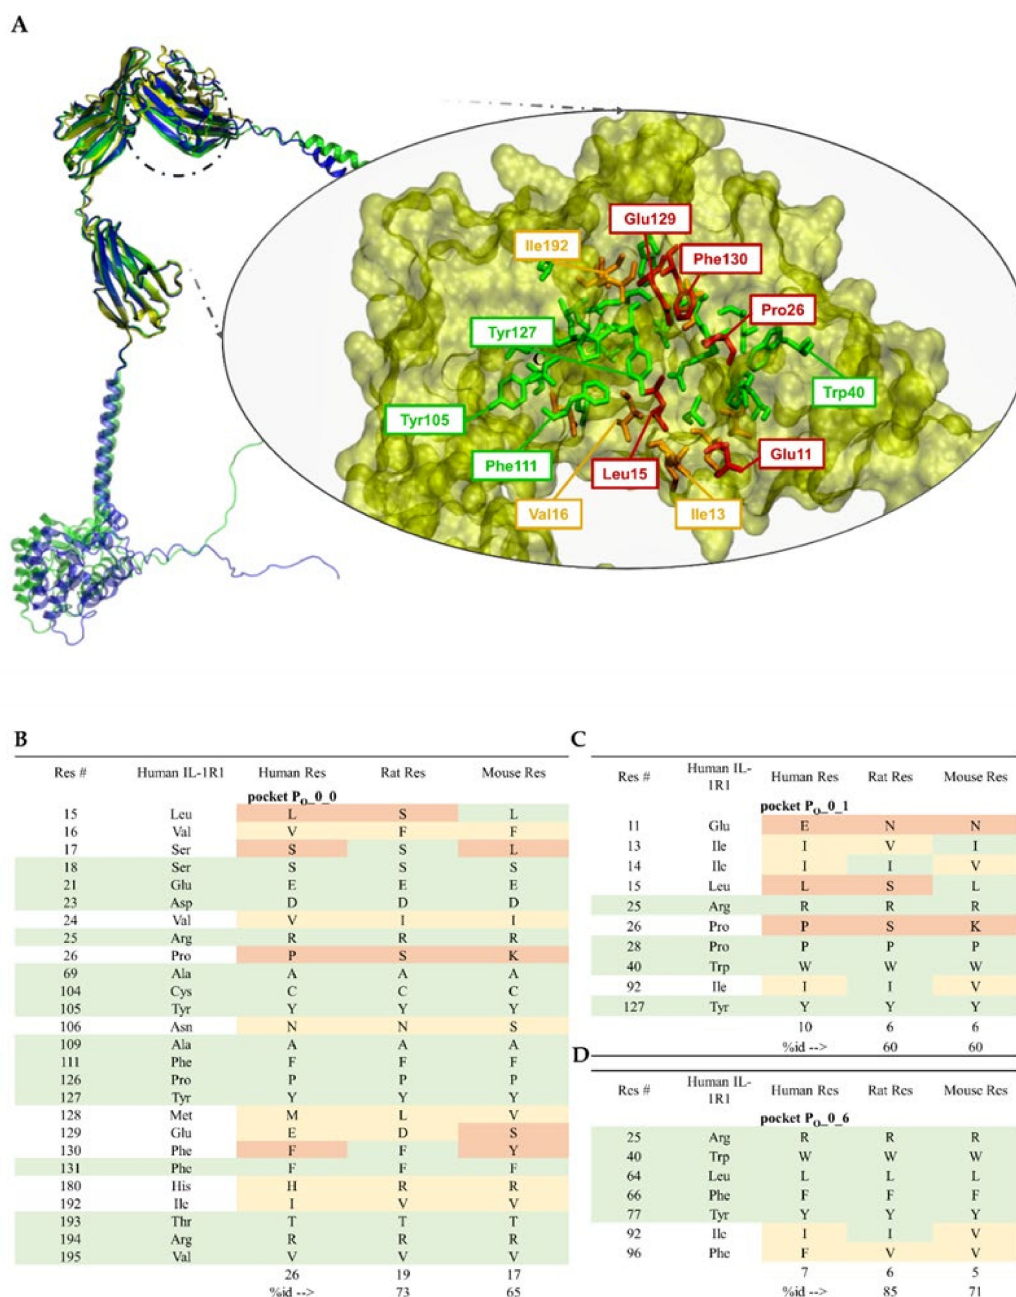 A
Glu129
Ile192
Phe130
Pro26
Tyr127
Trp40
Tyr105
Phe111
Glu11
Leu15
Val16
Ile13
B
Res # Human IL-1R1 Human Res Rat Res Mouse Res
pocket PO_0_0
15 Leu L S L
16 Val V F F
17 Ser S S L
18 Ser S S S
21 Glu E E E
23 Asp D D D
24 Val V I I
25 Arg R R R
26 Pro P S K
69 Ala A A A
104 Cys C C C
105 Tyr Y Y Y
106 Asn N N S
109 Ala A A A
111 Phe F F F
126 Pro P P P
127 Tyr Y Y Y
128 Met M L V
129 Glu E D S
130 Phe F F Y
131 Phe F F F
180 His H R R
192 Ile I V V
193 Thr T T T
194 Arg R R R
195 Val V V V
26 19 17
%id --> 73 65
C
Res # Human IL-1R1 Human Res Rat Res Mouse Res
pocket PO_0_1
11 Glu E N N
13 Ile I V I
14 Ile I I V
15 Leu L S L
25 Arg R R R
26 Pro P S K
28 Pro P P P
40 Trp W W W
92 Ile I I V
127 Tyr Y Y Y
10 6 6
%id --> 60 60
D
Res # Human IL-1R1 Human Res Rat Res Mouse Res
pocket PO_0_6
25 Arg R R R
40 Trp W W W
64 Leu L L L
66 Phe F F F
77 Tyr Y Y Y
92 Ile I I V
96 Phe F V V
7 6 5
%id --> 85 71